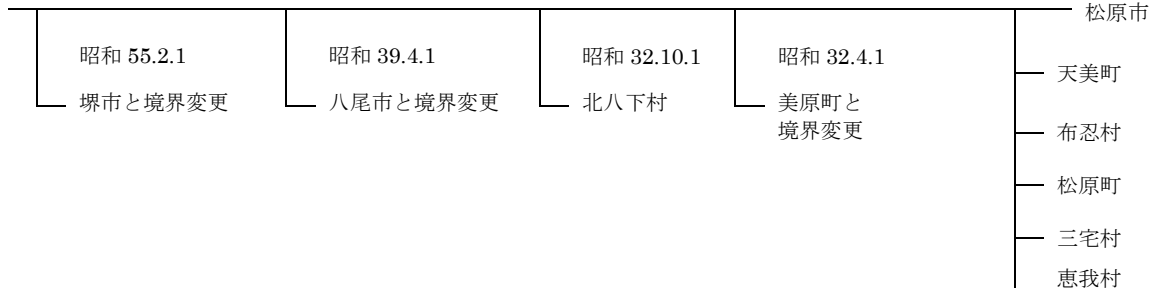 松原市
昭和 55.2.1
堺市と境界変更
昭和 39.4.1
八尾市と境界変更
昭和 32.10.1
北八下村
昭和 32.4.1
美原町と
境界変更
天美町
布忍村
松原町
三宅村
恵我村